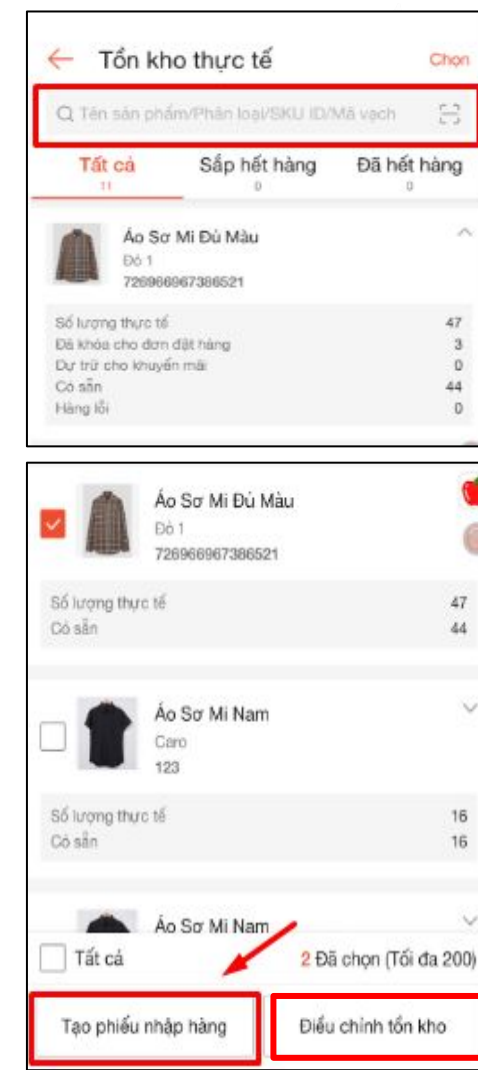 Tồn kho thực tế Chọn
Tên sản phẩm/Phân loại/SKU ID/Mã vạch
Tất cả Sắp hết hàng Đã hết hàng
11 0 0
Áo Sơ Mi Đủ Màu
Đỏ 1
726966967386521
Số lượng thực tế 47
Đã khóa cho đơn đặt hàng 3
Dự trữ cho khuyến mãi 0
Có sẵn 44
Hàng lỗi 0
Áo Sơ Mi Đủ Màu
Đỏ 1
726966967386521
Số lượng thực tế 47
Có sẵn 44
Áo Sơ Mi Nam
Caro
123
Số lượng thực tế 16
Có sẵn 16
Áo Sơ Mi Nam
Tất cả 2 Đã chọn (Tối đa 200)
Tạo phiếu nhập hàng Điều chỉnh tồn kho